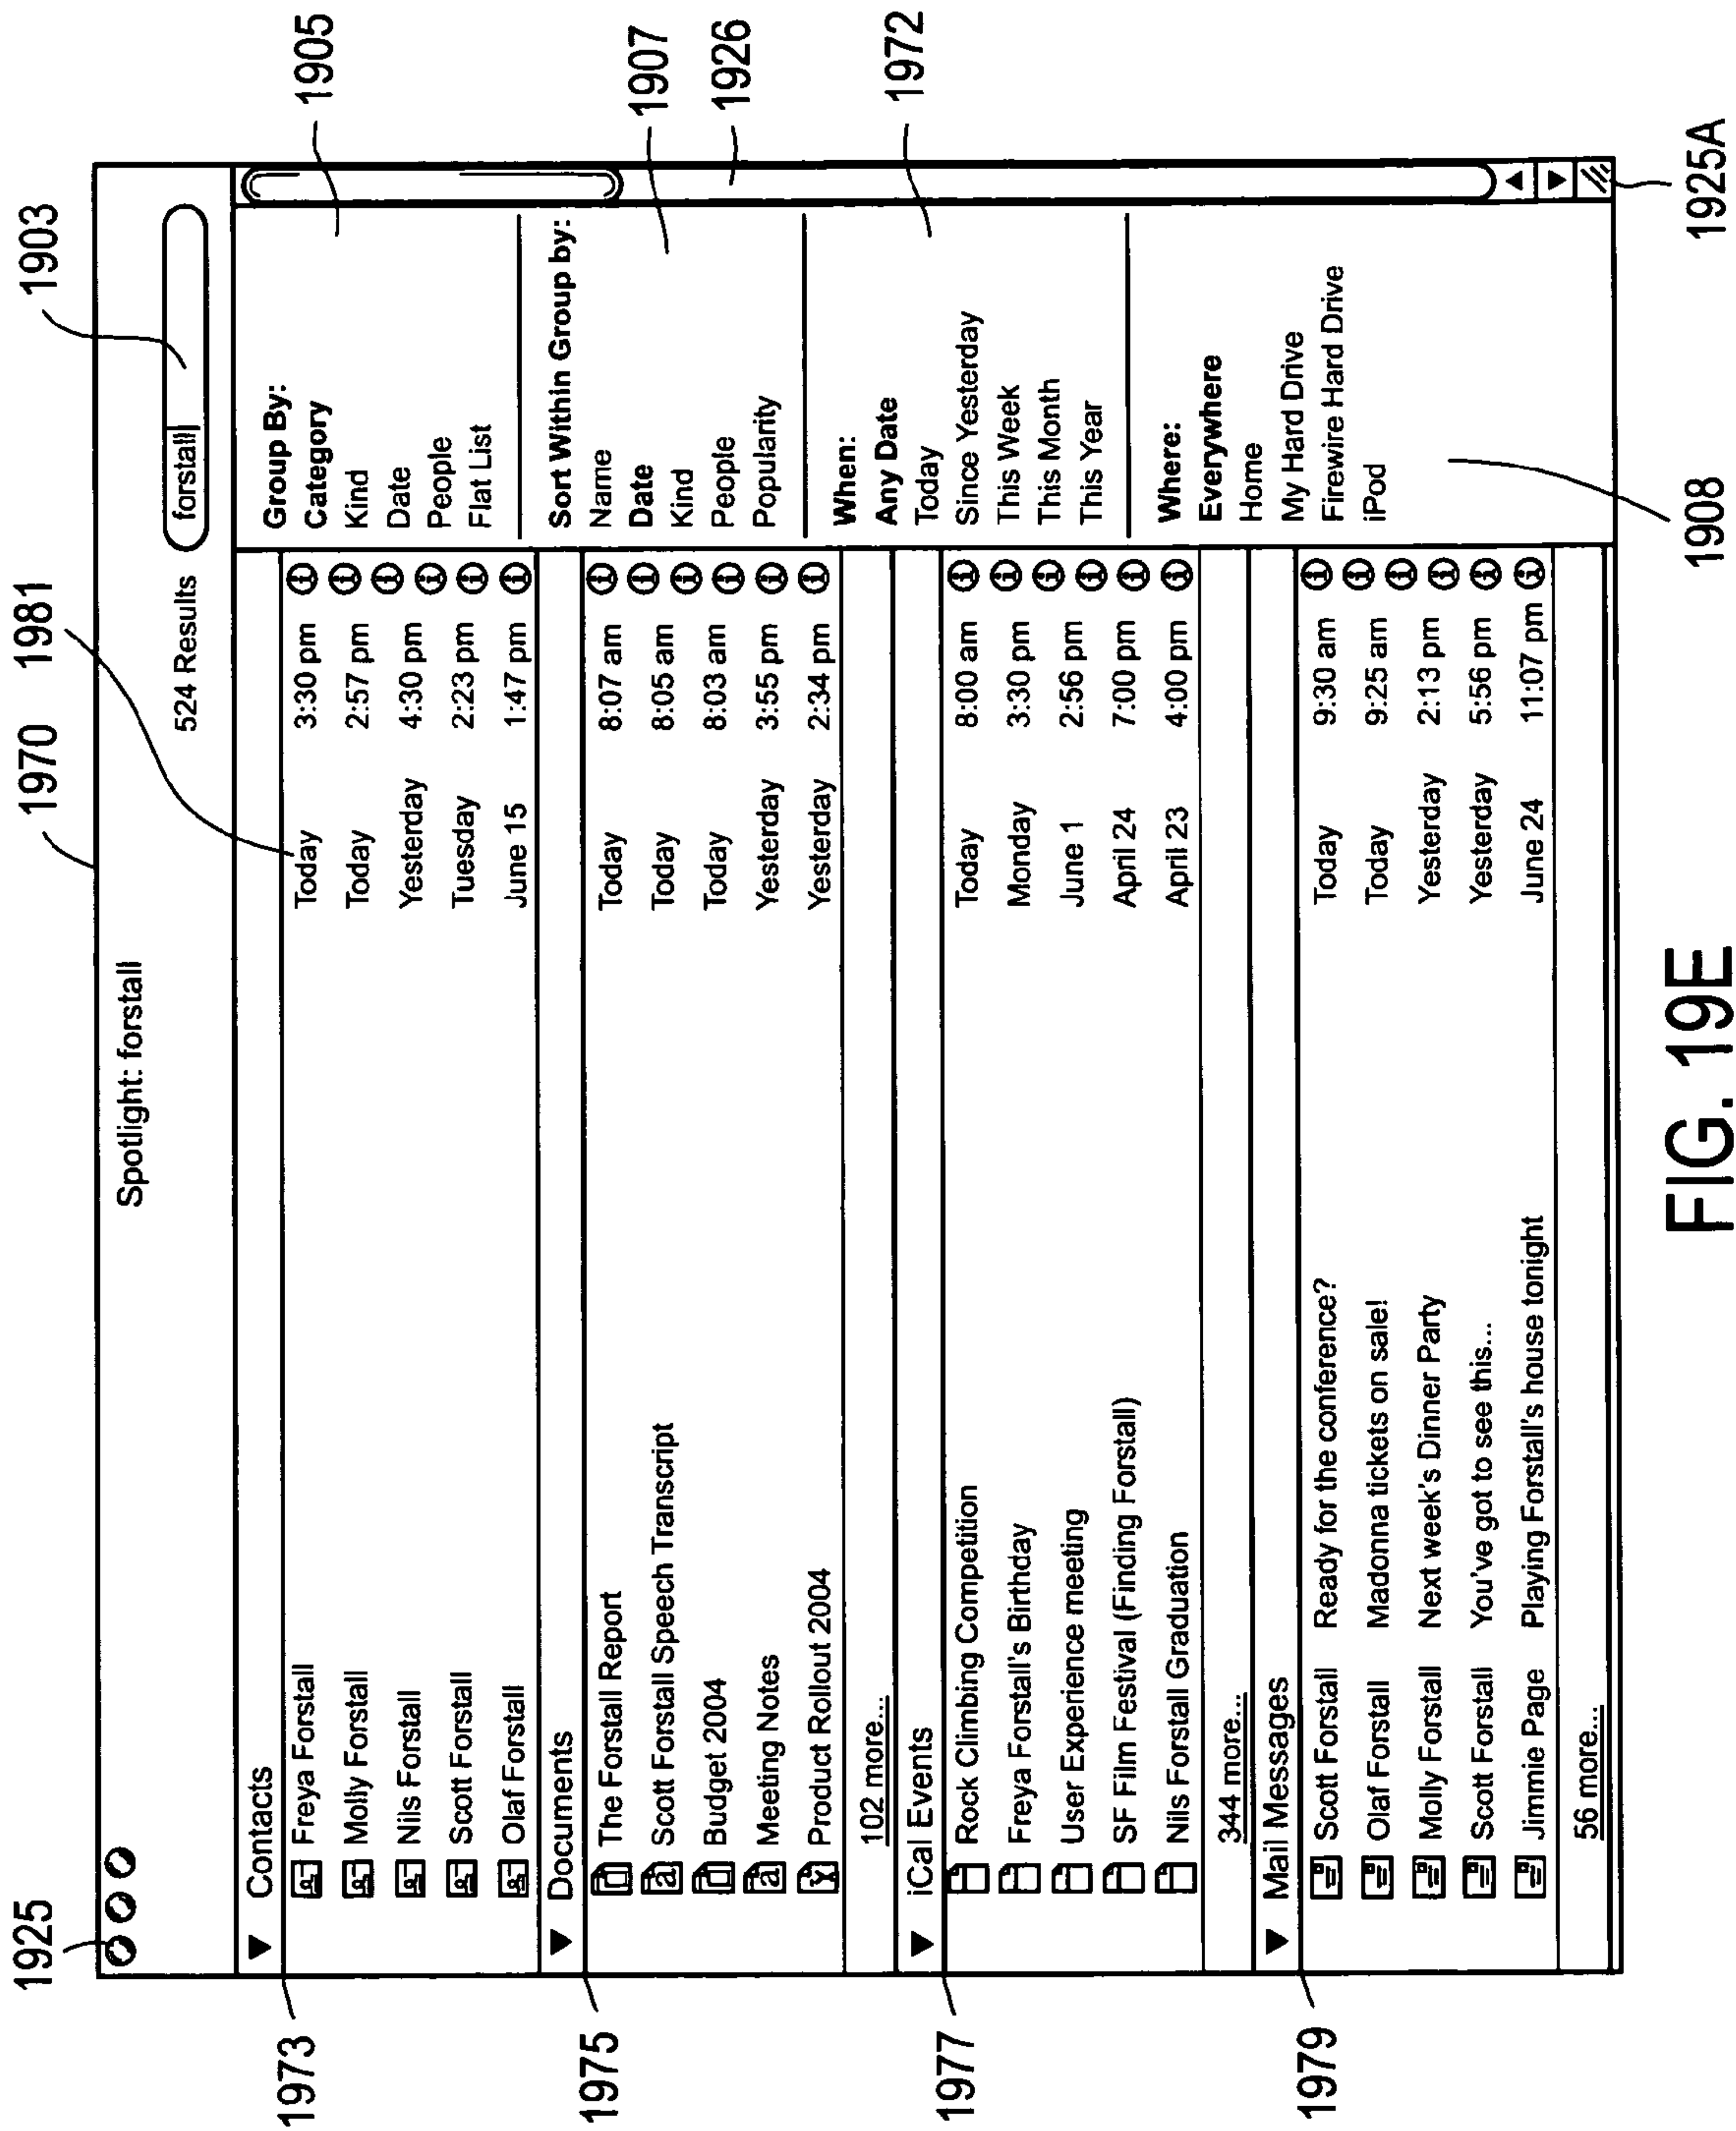 1925
1970
1981
1903
Spotlight: forstall
524 Results
forstall
1973
▼ Contacts
Freya Forstall Today 3:30 pm
Molly Forstall Today 2:57 pm
Nils Forstall Yesterday 4:30 pm
Scott Forstall Tuesday 2:23 pm
Olaf Forstall June 15 1:47 pm
1975
▼ Documents
The Forstall Report Today 8:07 am
Scott Forstall Speech Transcript Today 8:05 am
Budget 2004 Today 8:03 am
Meeting Notes Yesterday 3:55 pm
Product Rollout 2004 Yesterday 2:34 pm
102 more...
1977
▼ iCal Events
Rock Climbing Competition Today 8:00 am
Freya Forstall's Birthday Monday 3:30 pm
User Experience meeting June 1 2:56 pm
SF Film Festival (Finding Forstall) April 24 7:00 pm
Nils Forstall Graduation April 23 4:00 pm
344 more...
1979
▼ Mail Messages
Scott Forstall Ready for the conference? Today 9:30 am
Olaf Forstall Madonna tickets on sale! Today 9:25 am
Molly Forstall Next week's Dinner Party Yesterday 2:13 pm
Scott Forstall You've got to see this... Yesterday 5:56 pm
Jimmie Page Playing Forstall's house tonight June 24 11:07 pm
56 more...
Group By:
Category
Kind
Date
People
Flat List
1905
Sort Within Group by:
Name
Date
Kind
People
Popularity
1907
1926
When:
Any Date
Today
Since Yesterday
This Week
This Month
This Year
1972
Where:
Everywhere
Home
My Hard Drive
Firewire Hard Drive
iPod
1908
1925A
FIG. 19E